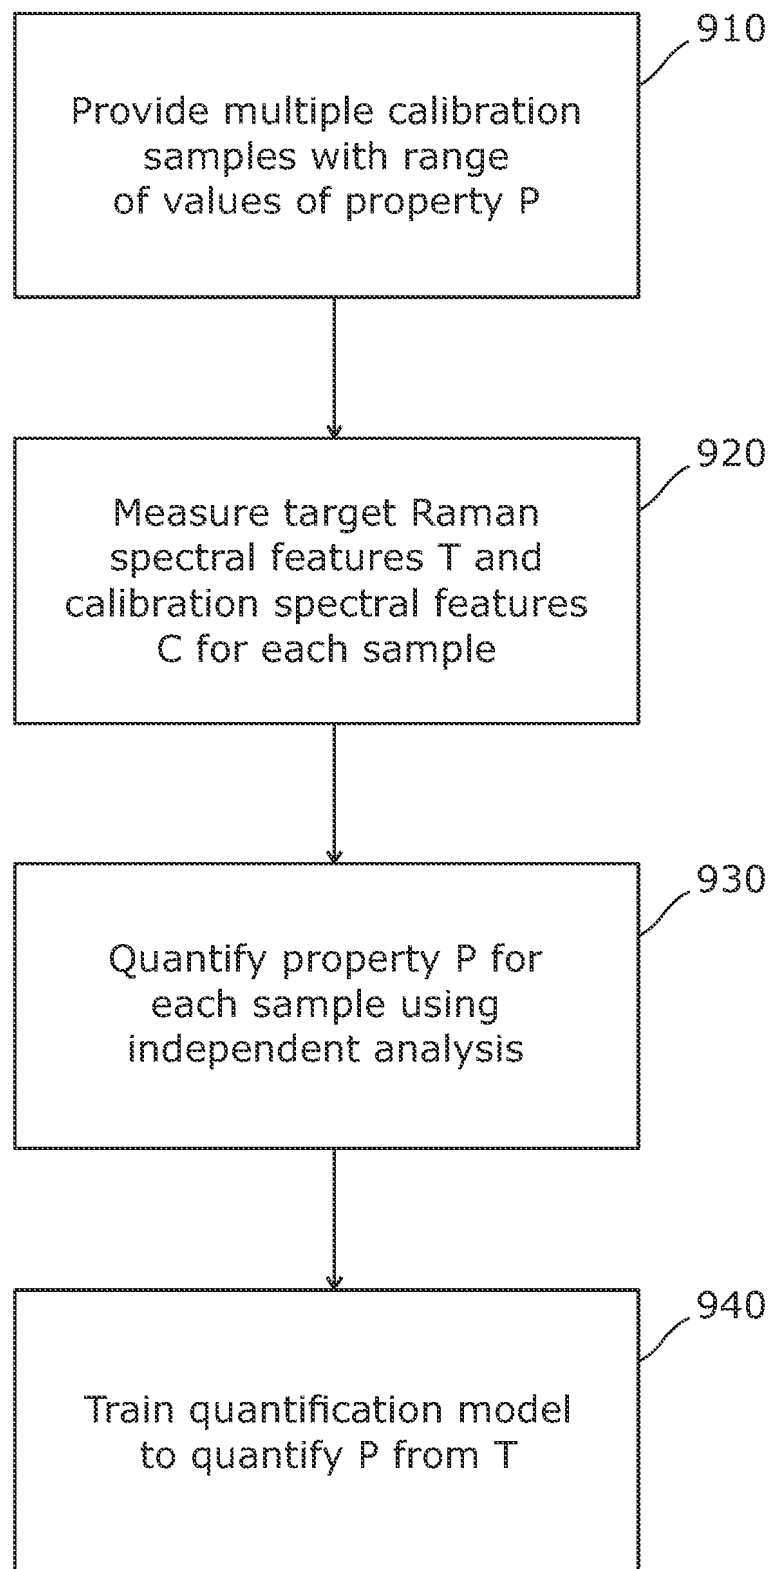 910
Provide multiple calibration
samples with range
of values of property P
920
Measure target Raman
spectral features T and
calibration spectral features
C for each sample
930
Quantify property P for
each sample using
independent analysis
940
Train quantification model
to quantify P from T